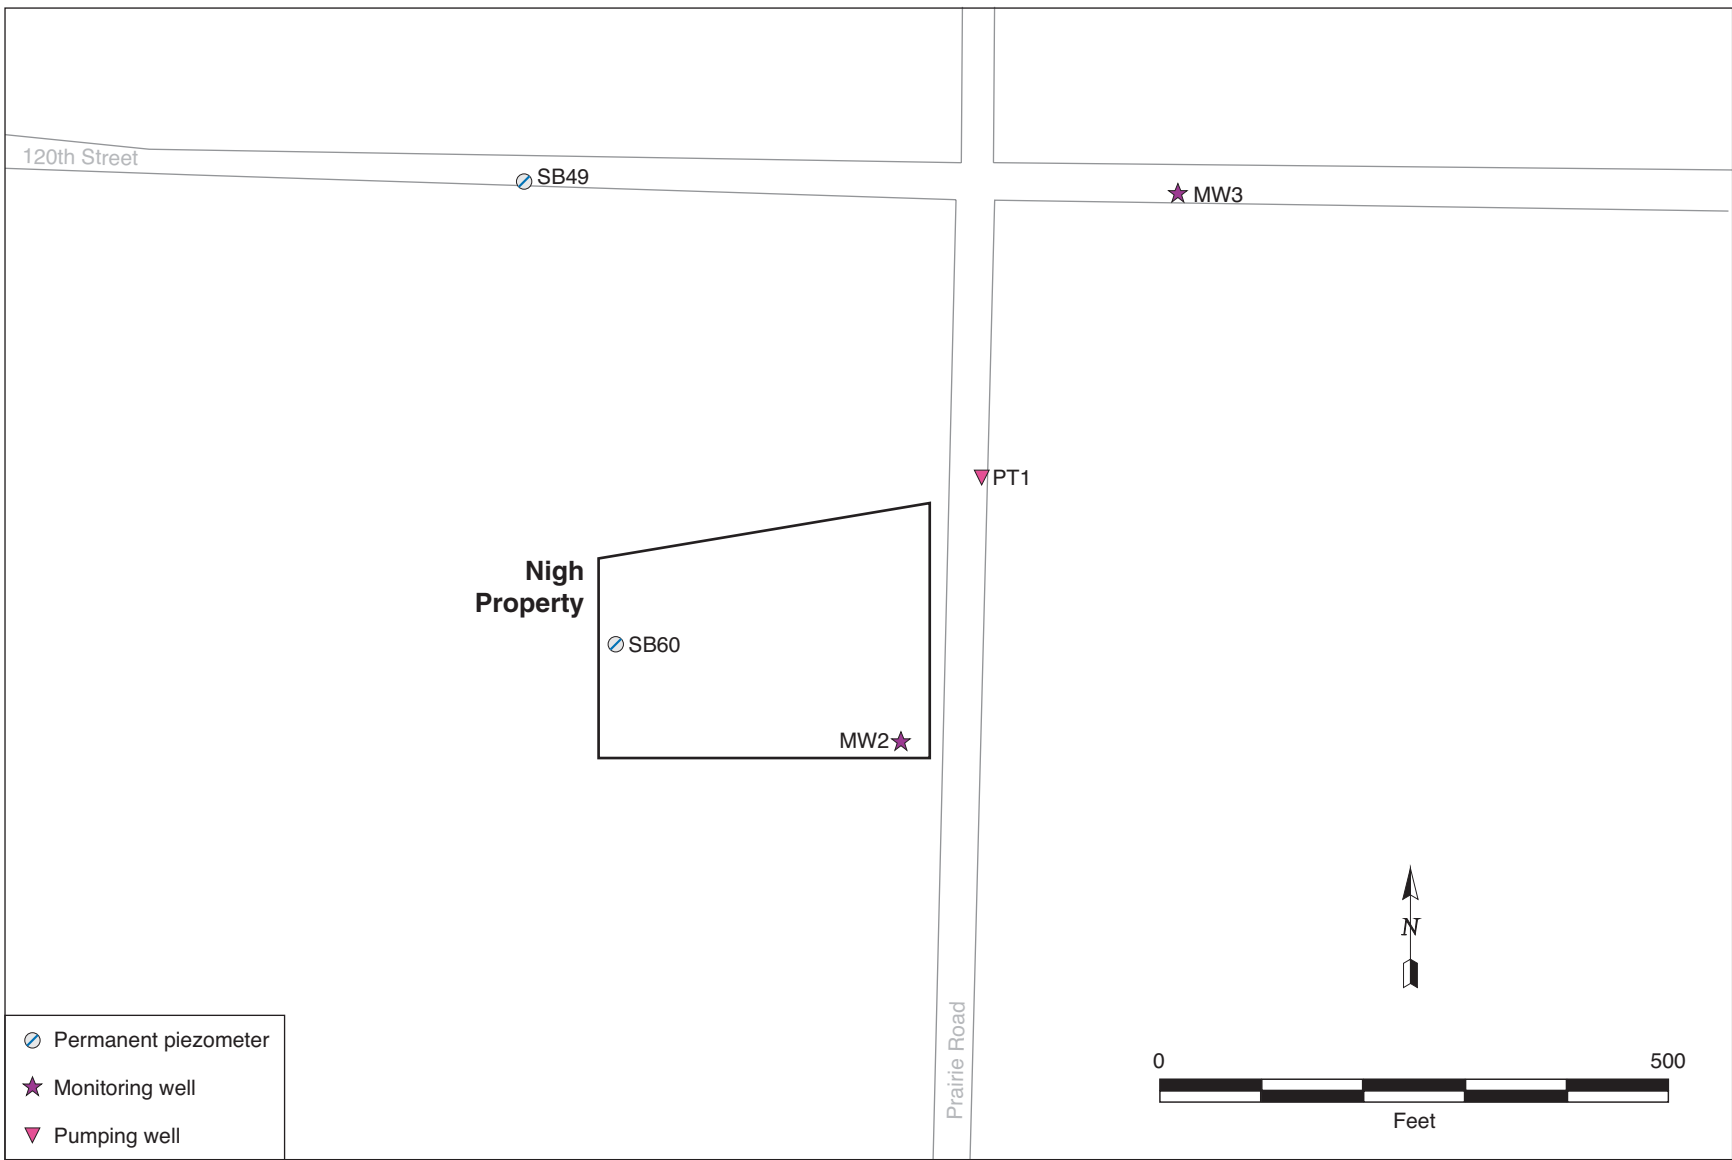 120th Street
SB49
MW3
PT1
Nigh
Property
SB60
MW2
Prairie Road
N
Permanent piezometer
Monitoring well
Pumping well
0 500
Feet